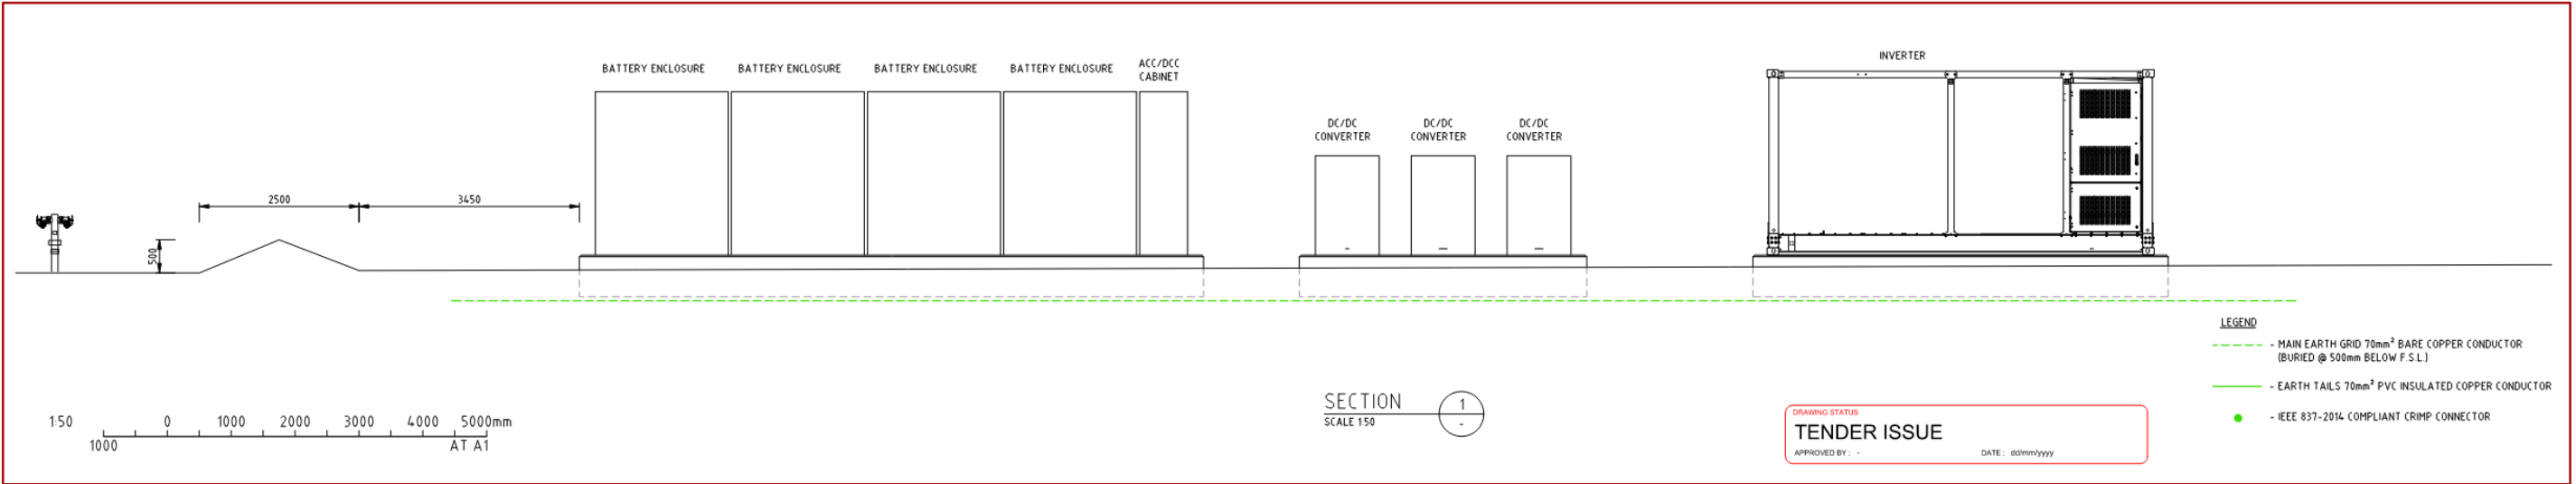 BATTERY ENCLOSURE
BATTERY ENCLOSURE
BATTERY ENCLOSURE
BATTERY ENCLOSURE
ACC/DCC
CABINET
INVERTER
DC/DC
CONVERTER
DC/DC
CONVERTER
DC/DC
CONVERTER
2500
3450
500
LEGEND
- MAIN EARTH GRID 70mm² BARE COPPER CONDUCTOR
(BURIED @ 500mm BELOW F.S.L.)
- EARTH TAILS 70mm² PVC INSULATED COPPER CONDUCTOR
- IEEE 837-2014 COMPLIANT CRIMP CONNECTOR
SECTION
SCALE 1:50
1
-
1:50
1000
0
1000
2000
3000
4000
5000mm
AT A1
DRAWING STATUS
TENDER ISSUE
APPROVED BY : -
DATE : dd/mm/yyyy